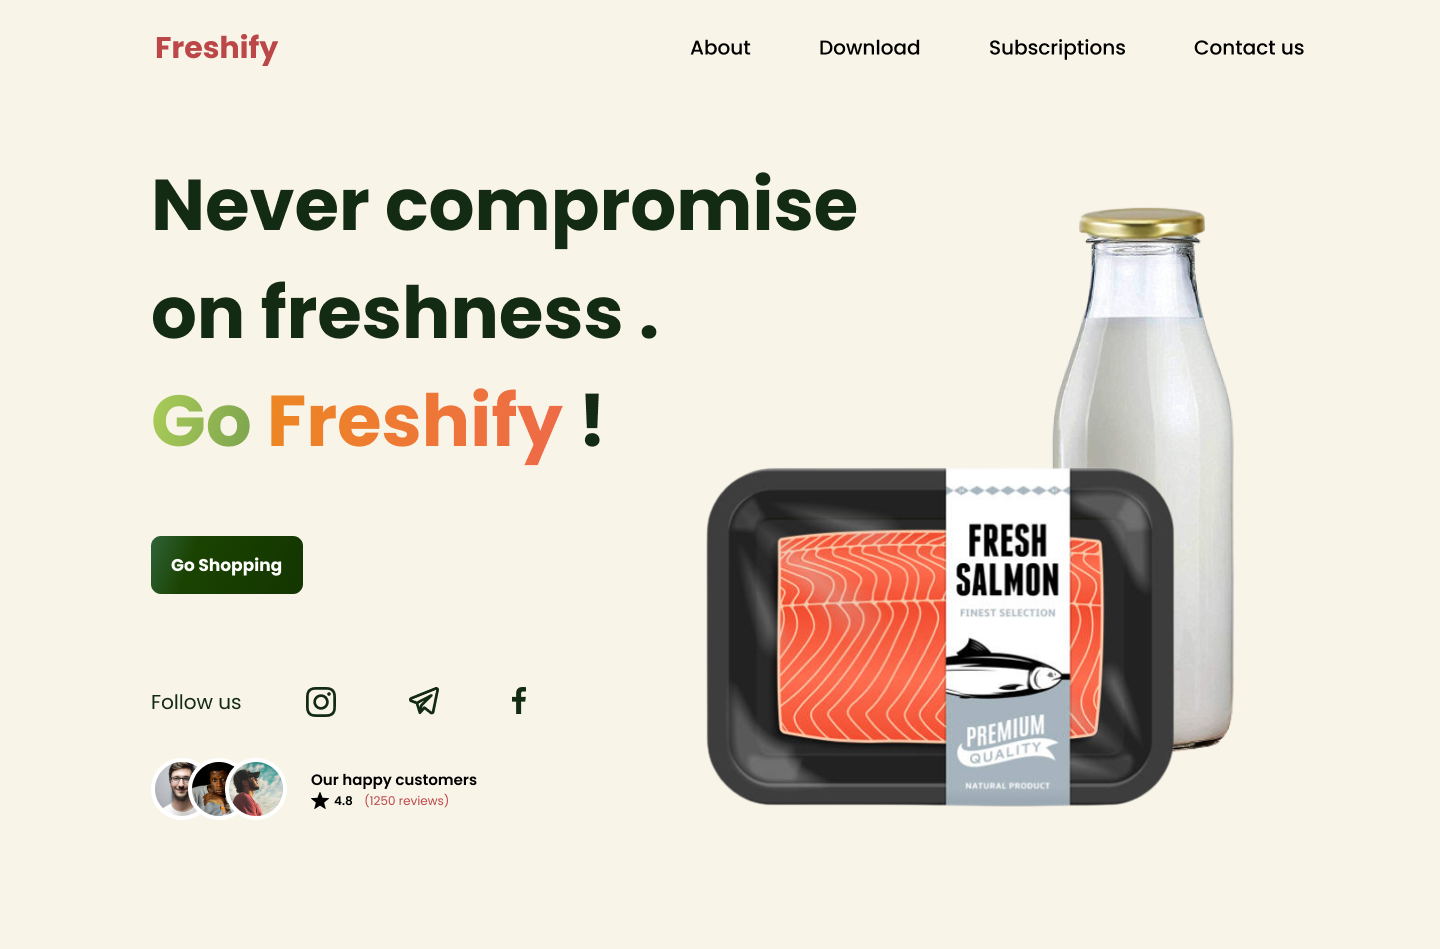 Freshify
About
Download
Subscriptions
Contact us
Never compromise
on freshness .
Go Freshify !
Go Shopping
FRESH
SALMON
FINEST SELECTION
PREMIUM
QUALITY
NATURAL PRODUCT
Follow us
Our happy customers
4.8 (1250 reviews)